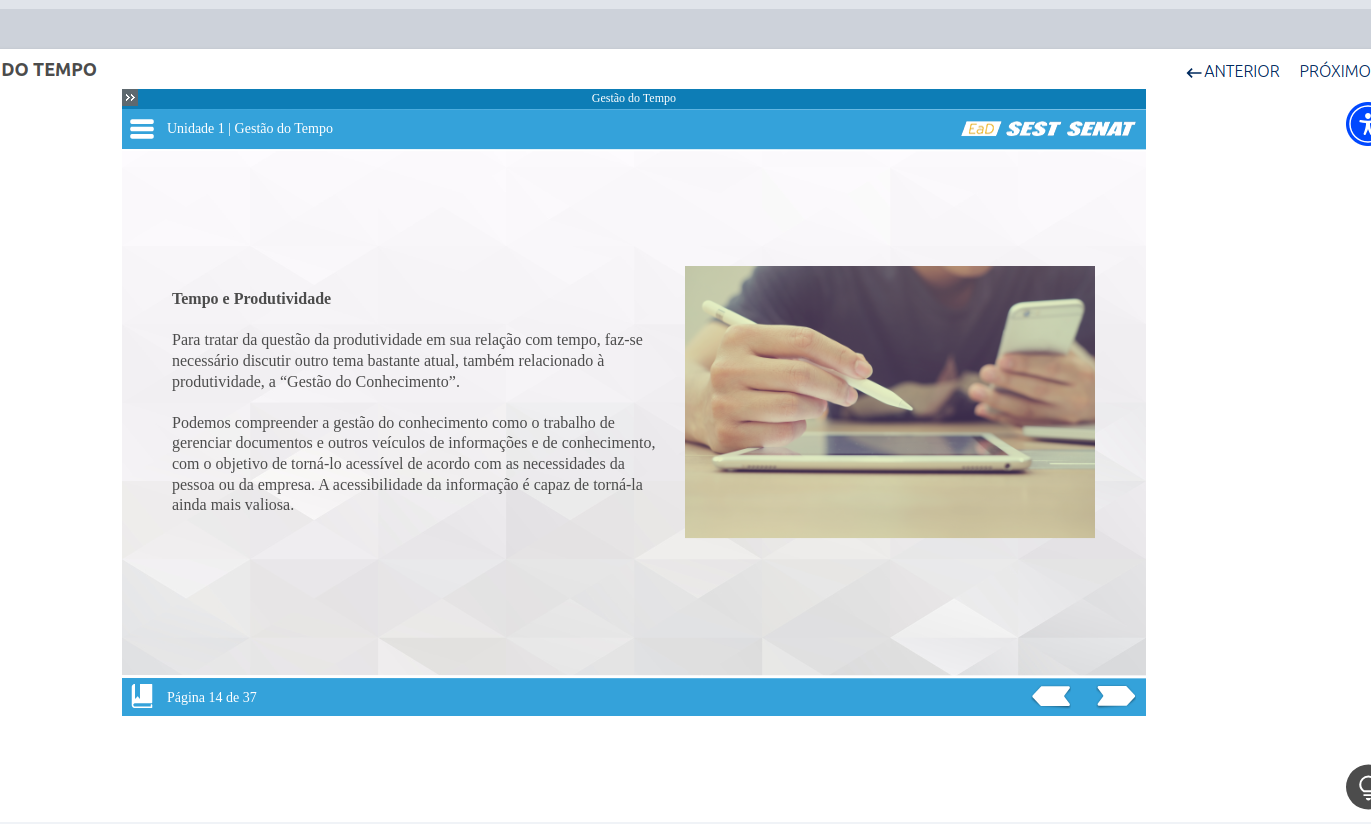 DO TEMPO
ANTERIOR
PRÓXIMO
Gestão do Tempo
Unidade 1 | Gestão do Tempo
EaD SEST SENAT
Tempo e Produtividade
Para tratar da questão da produtividade em sua relação com tempo, faz-se
necessário discutir outro tema bastante atual, também relacionado à
produtividade, a “Gestão do Conhecimento”.
Podemos compreender a gestão do conhecimento como o trabalho de
gerenciar documentos e outros veículos de informações e de conhecimento,
com o objetivo de torná-lo acessível de acordo com as necessidades da
pessoa ou da empresa. A acessibilidade da informação é capaz de torná-la
ainda mais valiosa.
Página 14 de 37